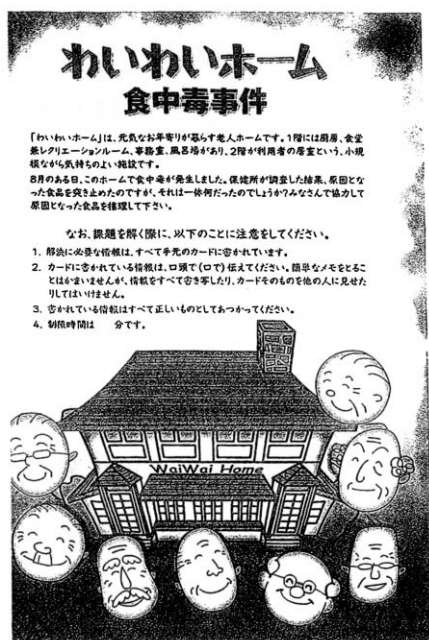 わいわいホーム
食中毒事件
「わいわいホーム」は、元気なお年寄りが暮らす老人ホームです。1階には厨房、食堂
兼レクリエーションルーム、事務室、風呂場があり、2階が利用者の居室という、小規
模ながら気持ちのよい施設です。
8月のある日、このホームで食中毒が発生しました。保健所が調査した結果、原因とな
った食品を突き止めたのですが、それは一体何だったのでしょうか?みなさんで協力して
原因となった食品を推理して下さい。
なお、課題を解く際に、以下のことに注意をしてください。
1. 解決に必要な情報は、すべて手元のカードに書かれています。
2. カードに書かれている情報は、口頭で(口で)伝えてください。簡単なメモをとるこ
とはかまいませんが、情報をすべて書き写したり、カードそのものを他の人に見せた
りしてはいけません。
3. 書かれている情報はすべて正しいものとしてあつかってください。
4. 制限時間は 分です。
WaiWai Home